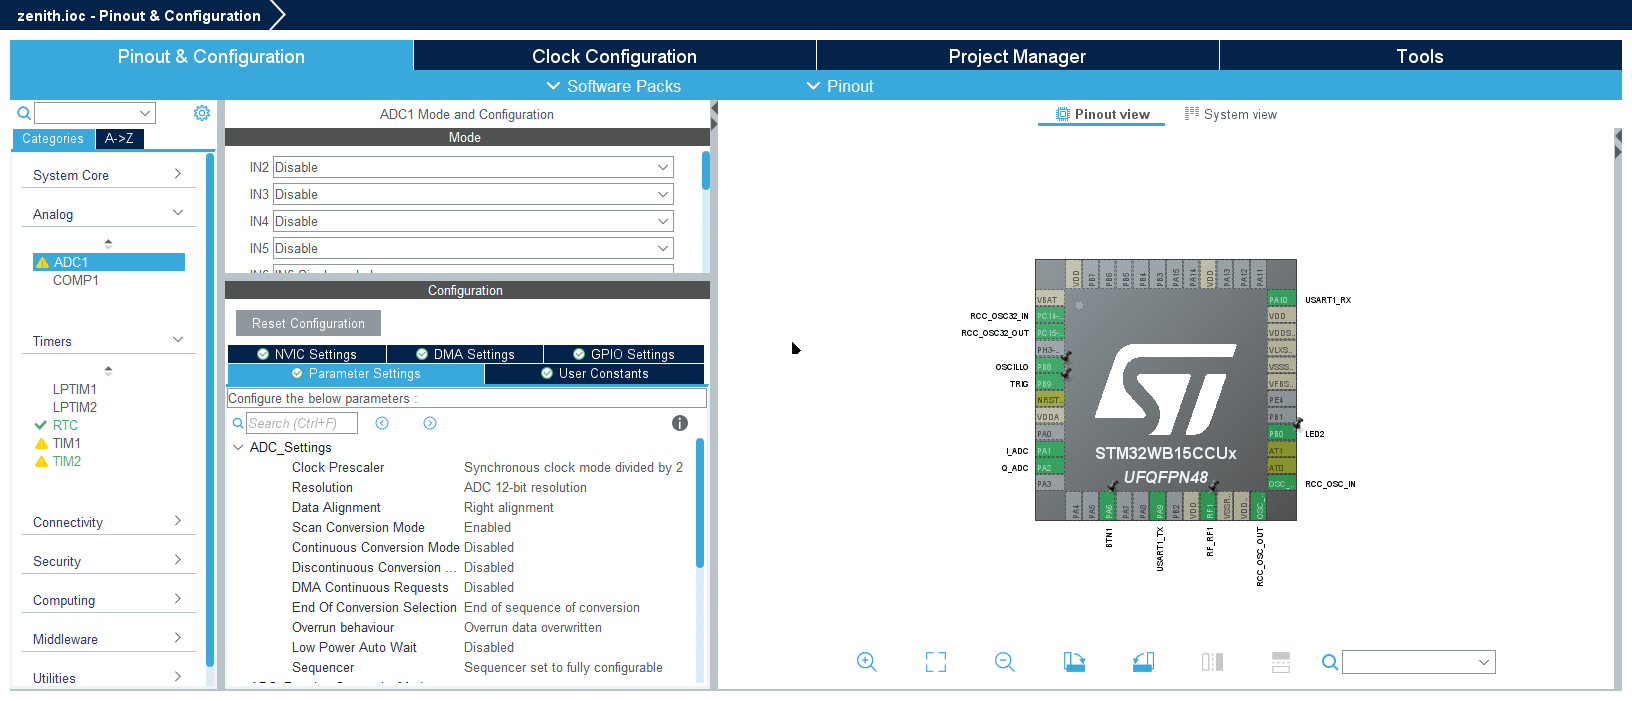 zenith.ioc - Pinout & Configuration
Pinout & Configuration
Clock Configuration
Project Manager
Tools
Software Packs
Pinout
Categories
A->Z
System Core
Analog
ADC1
COMP1
Timers
LPTIM1
LPTIM2
RTC
TIM1
TIM2
Connectivity
Security
Computing
Middleware
Utilities
ADC1 Mode and Configuration
Mode
IN2 Disable
IN3 Disable
IN4 Disable
IN5 Disable
Configuration
Reset Configuration
NVIC Settings
DMA Settings
GPIO Settings
Parameter Settings
User Constants
Configure the below parameters :
Search (Ctrl+F)
ADC_Settings
Clock Prescaler Synchronous clock mode divided by 2
Resolution ADC 12-bit resolution
Data Alignment Right alignment
Scan Conversion Mode Enabled
Continuous Conversion Mode Disabled
Discontinuous Conversion ... Disabled
DMA Continuous Requests Disabled
End Of Conversion Selection End of sequence of conversion
Overrun behaviour Overrun data overwritten
Low Power Auto Wait Disabled
Sequencer Sequencer set to fully configurable
Pinout view
System view
VDD
PB7
PB6
PB5
PB4
PB3
PA15
PA14
VDD
PA13
PA12
PA11
VBAT
RCC_OSC32_IN PC14-..
RCC_OSC32_OUT PC15-..
PH3-..
OSCILLO PB8
TRIG PB9
NRST..
VDDA
PA0
I_ADC PA1
Q_ADC PA2
PA3
STM32WB15CCUx
UFQFPN48
PA10 USART1_RX
VDD
VDDS..
VLXS..
VSSS..
VFBS..
PE4
PB1
PB0 LED2
AT1
AT0
OSC_.. RCC_OSC_IN
PA4
PA5
PA6
PA7
PA8
PA9
PB2
VDD
RF1
VSSR..
VDD..
OSC_..
BTN1
USART1_TX
RF_RF1
RCC_OSC_OUT